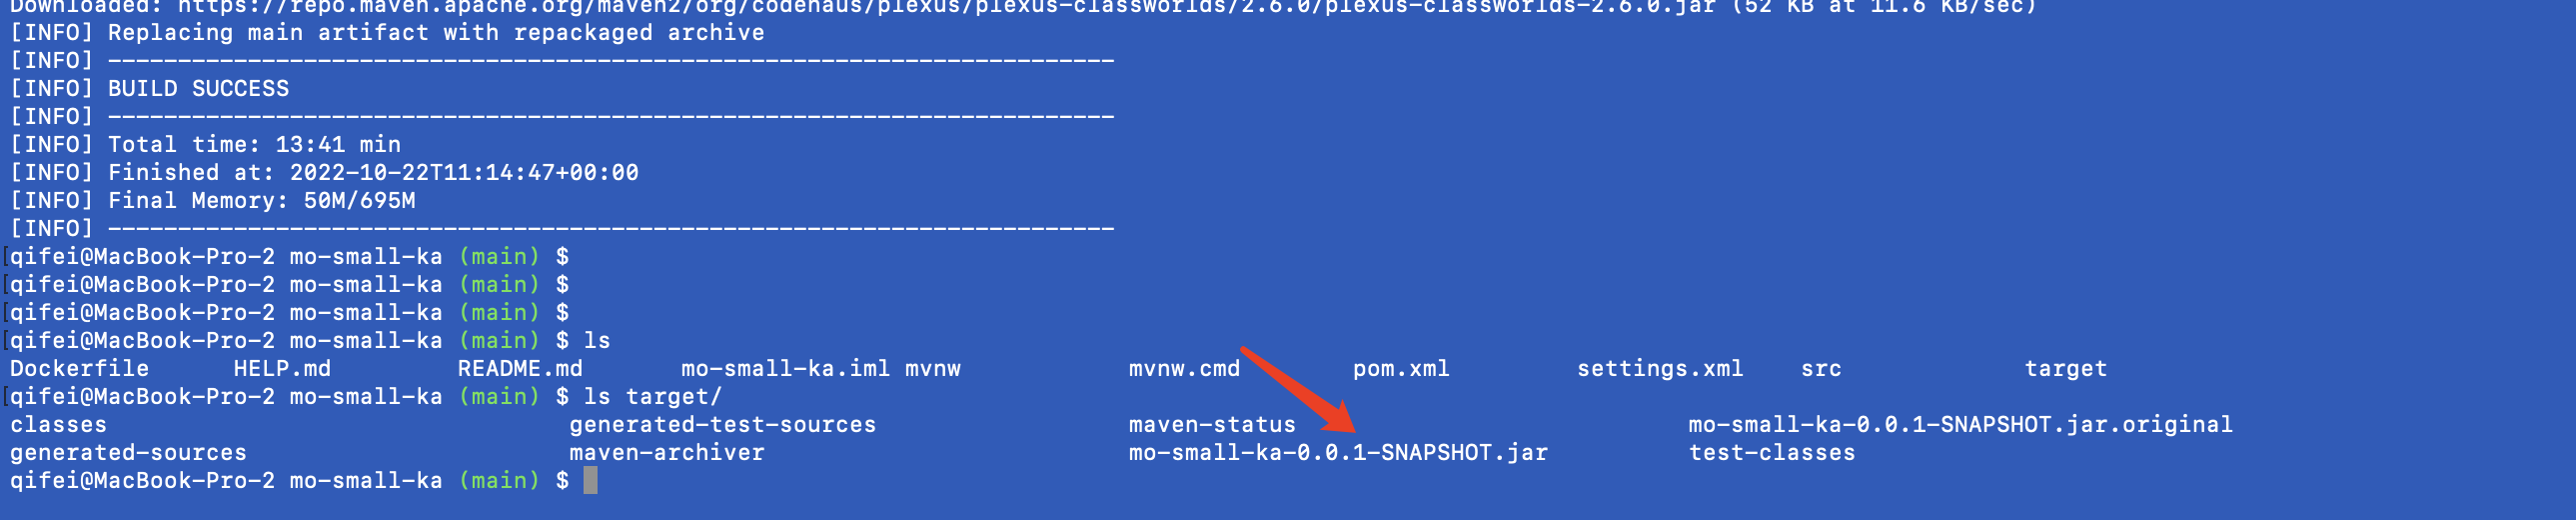 Downloaded: https://repo.maven.apache.org/maven2/org/codehaus/plexus/plexus-classworlds/2.6.0/plexus-classworlds-2.6.0.jar (52 KB at 11.6 KB/sec)
[INFO] Replacing main artifact with repackaged archive
[INFO] ------------------------------------------------------------------------
[INFO] BUILD SUCCESS
[INFO] ------------------------------------------------------------------------
[INFO] Total time: 13:41 min
[INFO] Finished at: 2022-10-22T11:14:47+00:00
[INFO] Final Memory: 50M/695M
[INFO] ------------------------------------------------------------------------
[qifei@MacBook-Pro-2 mo-small-ka (main) $
[qifei@MacBook-Pro-2 mo-small-ka (main) $
[qifei@MacBook-Pro-2 mo-small-ka (main) $
[qifei@MacBook-Pro-2 mo-small-ka (main) $ ls
Dockerfile HELP.md README.md mo-small-ka.iml mvnw mvnw.cmd pom.xml settings.xml src target
[qifei@MacBook-Pro-2 mo-small-ka (main) $ ls target/
classes generated-test-sources maven-status mo-small-ka-0.0.1-SNAPSHOT.jar.original
generated-sources maven-archiver mo-small-ka-0.0.1-SNAPSHOT.jar test-classes
qifei@MacBook-Pro-2 mo-small-ka (main) $